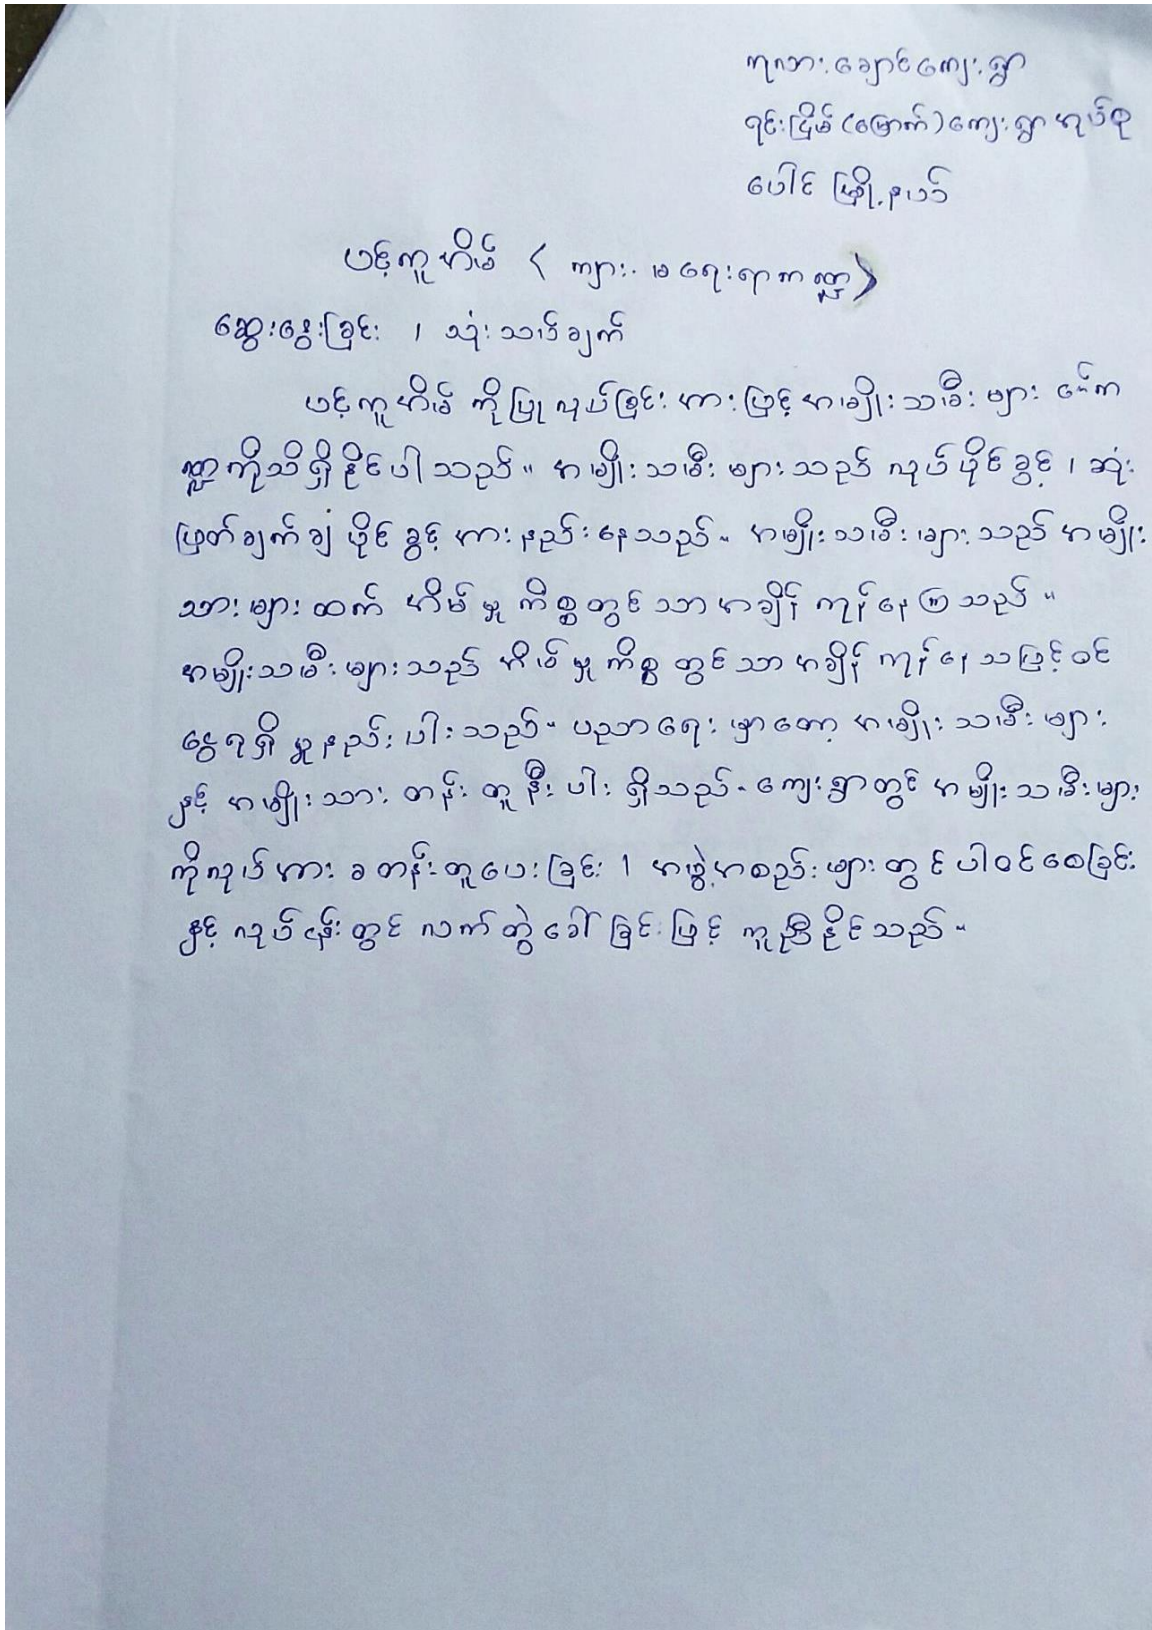 ကုလားချောင်ကျေးရွာ
ရင်းငြိမ်(မြောက်)ကျေးရွာအုပ်စု
ပေါင် မြို့နယ်
ပင့်ကူအိမ် ( ကျား၊ မရေးရာကဏ္ဍ)
ဆွေးနွေးခြင်း ၊ သုံးသပ်ချက်
ပင့်ကူအိမ် ကို ပြုလုပ်ခြင်း အားဖြင့် အမျိုးသမီး များ ၏က
ဏ္ဍကိုသိရှိနိုင်ပါသည်။ အမျိုးသမီး များသည် လုပ်ပိုင်ခွင့် ၊ ဆုံး
ဖြတ်ချက်ချ ပိုင်ခွင့် အားနည်းနေသည်။ အမျိုးသမီးများသည် အမျိုး
သားများထက် အိမ်မှု ကိစ္စတွင်သာ အချိန် ကုန်နေကြသည်။
အမျိုးသမီးများသည် အိမ်မှု ကိစ္စ တွင်သာ အချိန် ကုန်နေသဖြင့် ဝင်
ငွေရရှိမှုနည်းပါးသည်။ ပညာရေး မှာတော့ အမျိုးသမီး များ
နှင့် အမျိုးသား တန်းတူနီးပါး ရှိသည်။ ကျေးရွာတွင် အမျိုးသမီးများ
ကိုလုပ်အားခ တန်းတူပေးခြင်း ၊ အဖွဲ့အစည်းများတွင် ပါဝင်စေခြင်း
နှင့် လုပ်ငန်းတွင် လက်တွဲခေါ်ခြင်းဖြင့် ကူညီနိုင်သည်။